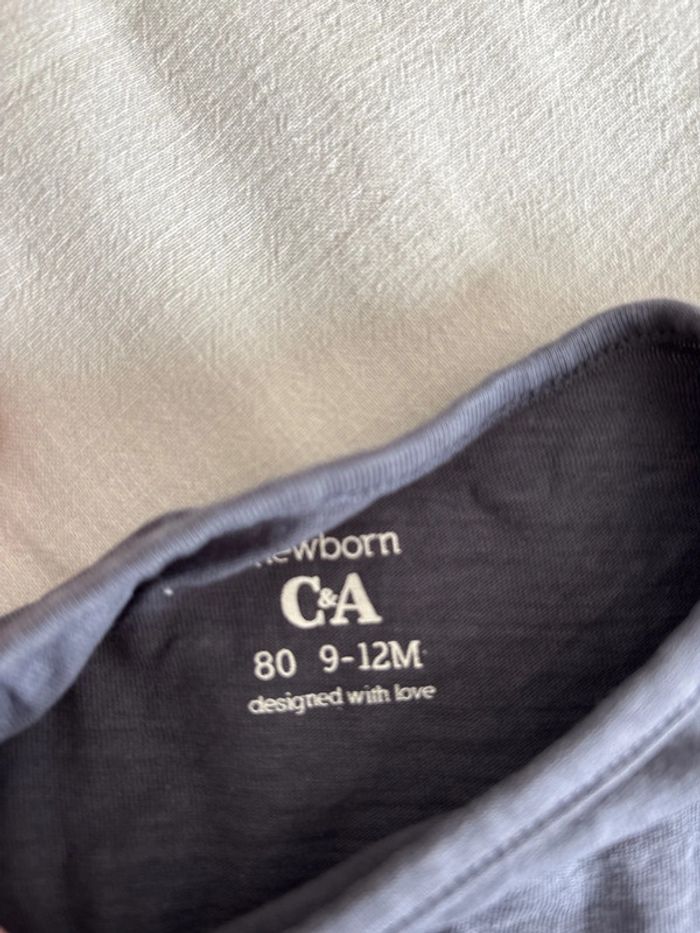 newborn
C&A
80 9-12M
designed with love